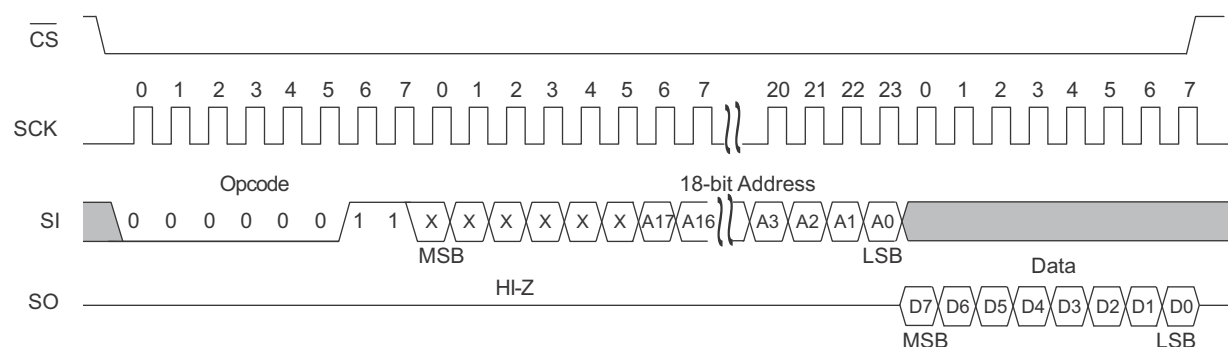 CS
0 1 2 3 4 5 6 7 0 1 2 3 4 5 6 7 20 21 22 23 0 1 2 3 4 5 6 7
SCK
Opcode 18-bit Address
SI 0 0 0 0 0 0 1 1 X X X X X A17 A16 A3 A2 A1 A0
MSB LSB Data
HI-Z
SO D7 D6 D5 D4 D3 D2 D1 D0
MSB LSB